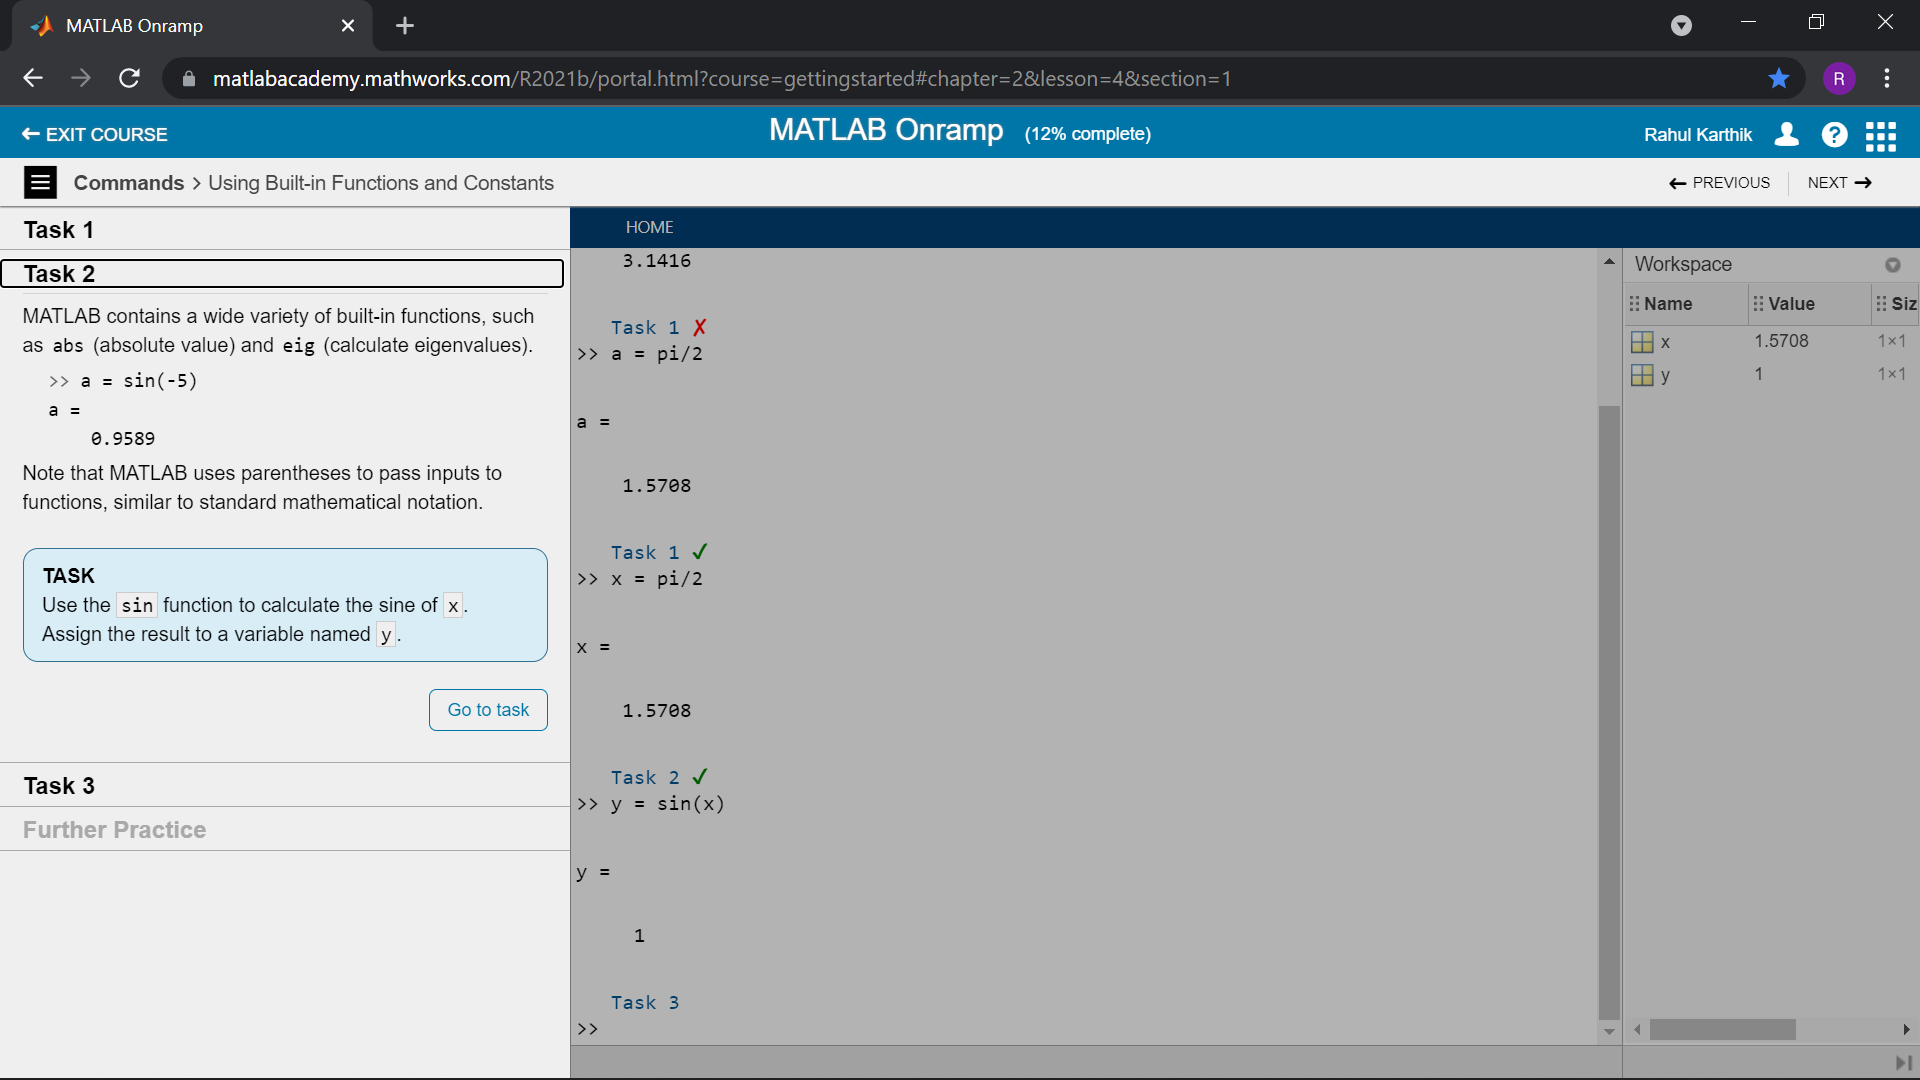 MATLAB Onramp
matlabacademy.mathworks.com/R2021b/portal.html?course=gettingstarted#chapter=2&lesson=4&section=1
R
EXIT COURSE
MATLAB Onramp (12% complete)
Rahul Karthik
?
Commands > Using Built-in Functions and Constants
PREVIOUS
NEXT
Task 1
Task 2
MATLAB contains a wide variety of built-in functions, such
as abs (absolute value) and eig (calculate eigenvalues).
>> a = sin(-5)
a =
0.9589
Note that MATLAB uses parentheses to pass inputs to
functions, similar to standard mathematical notation.
TASK
Use the sin function to calculate the sine of x.
Assign the result to a variable named y.
Go to task
Task 3
Further Practice
HOME
3.1416
Task 1 ✗
>> a = pi/2
a =
1.5708
Task 1 ✓
>> x = pi/2
x =
1.5708
Task 2 ✓
>> y = sin(x)
y =
1
Task 3
>>
Workspace
Name Value Siz
x 1.5708 1×1
y 1 1×1